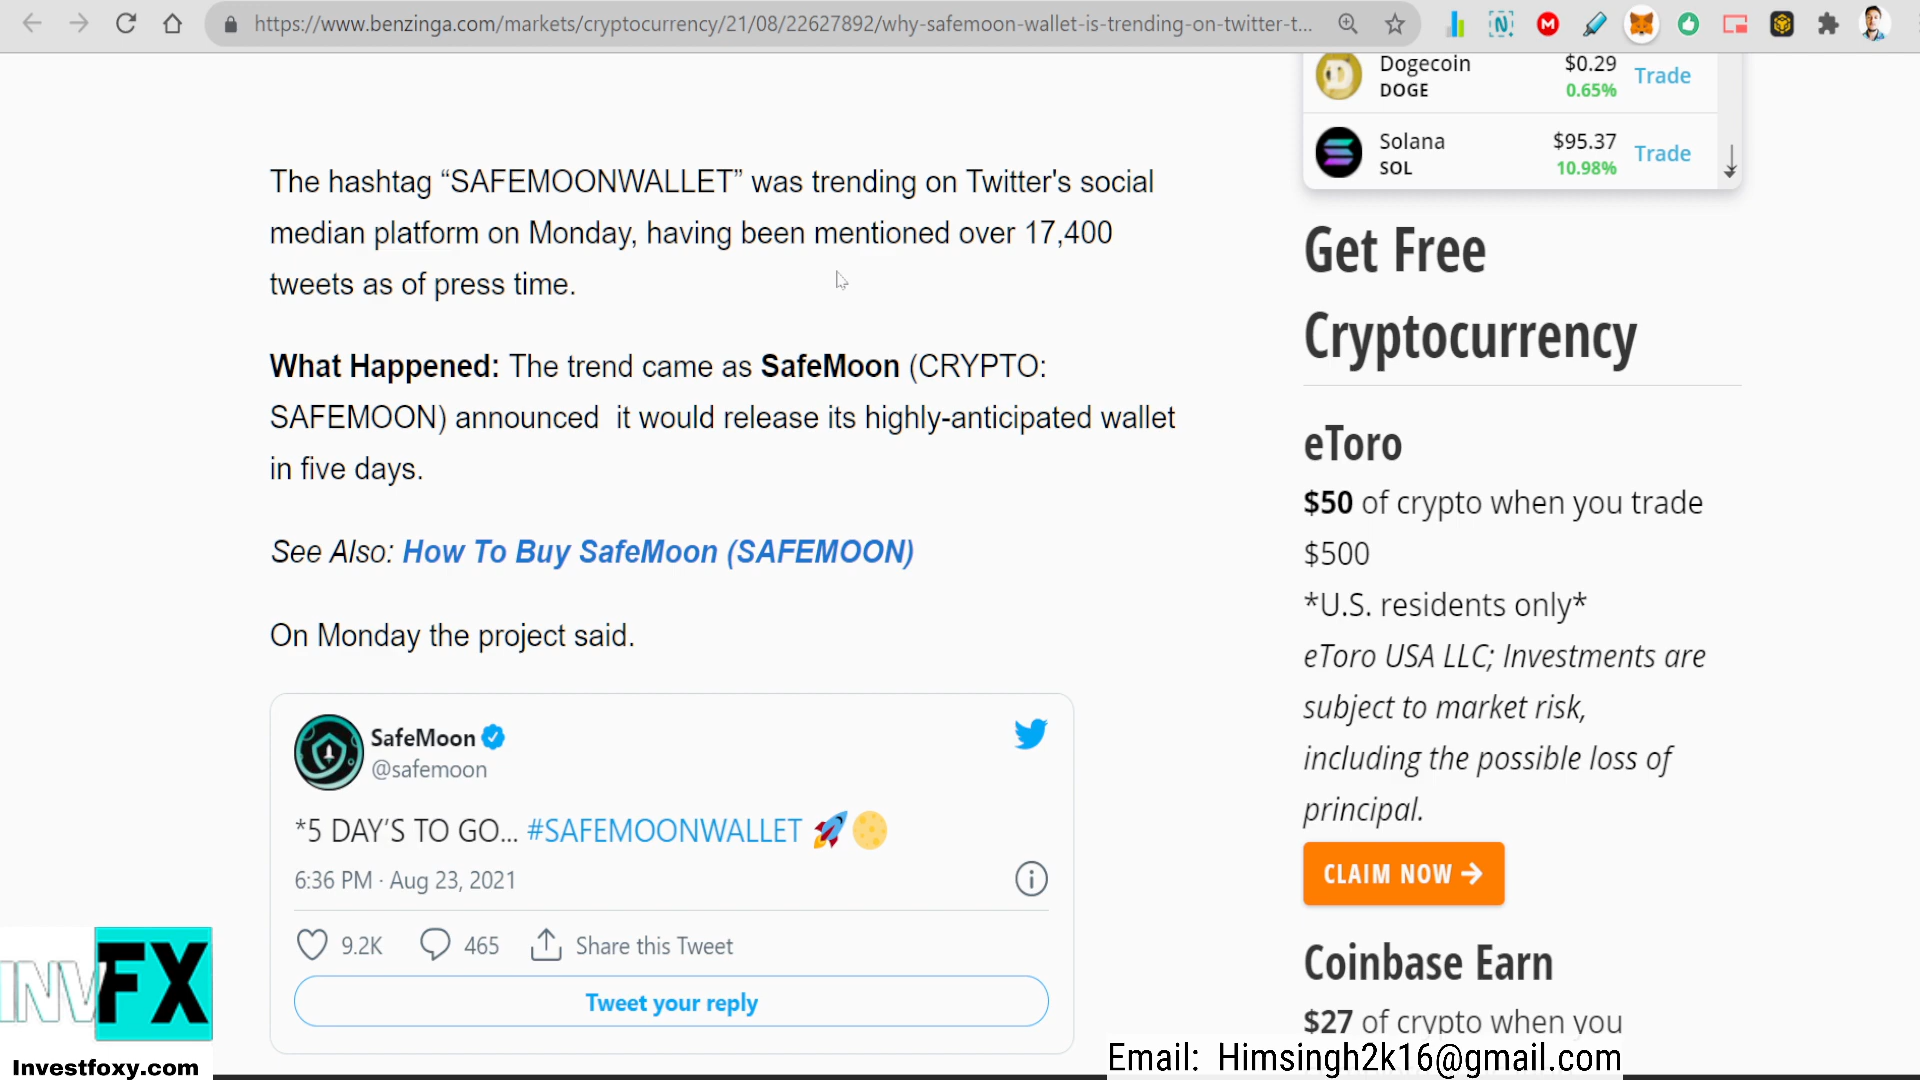 https://www.benzinga.com/markets/cryptocurrency/21/08/22627892/why-safemoon-wallet-is-trending-on-twitter-t...
The hashtag “SAFEMOONWALLET” was trending on Twitter's social
median platform on Monday, having been mentioned over 17,400
tweets as of press time.
What Happened: The trend came as SafeMoon (CRYPTO:
SAFEMOON) announced it would release its highly-anticipated wallet
in five days.
See Also: How To Buy SafeMoon (SAFEMOON)
On Monday the project said.
SafeMoon
@safemoon
*5 DAY’S TO GO... #SAFEMOONWALLET 🚀🌕
6:36 PM · Aug 23, 2021
9.2K 465 Share this Tweet
Tweet your reply
Dogecoin $0.29 Trade
DOGE 0.65%
Solana $95.37 Trade
SOL 10.98%
Get Free
Cryptocurrency
eToro
$50 of crypto when you trade
$500
*U.S. residents only*
eToro USA LLC; Investments are
subject to market risk,
including the possible loss of
principal.
CLAIM NOW →
Coinbase Earn
$27 of crypto when you
INVFX
Investfoxy.com
Email: Himsingh2k16@gmail.com